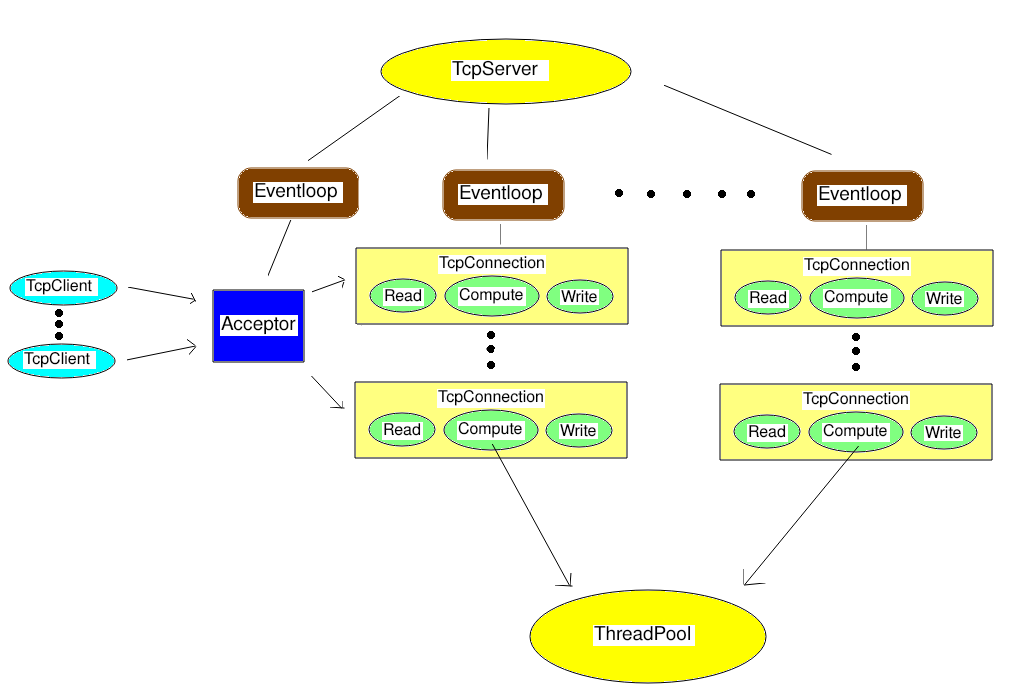 TcpServer
Eventloop
Eventloop
Eventloop
TcpClient
TcpClient
Acceptor
TcpConnection
Read
Compute
Write
TcpConnection
Read
Compute
Write
TcpConnection
Read
Compute
Write
TcpConnection
Read
Compute
Write
ThreadPool